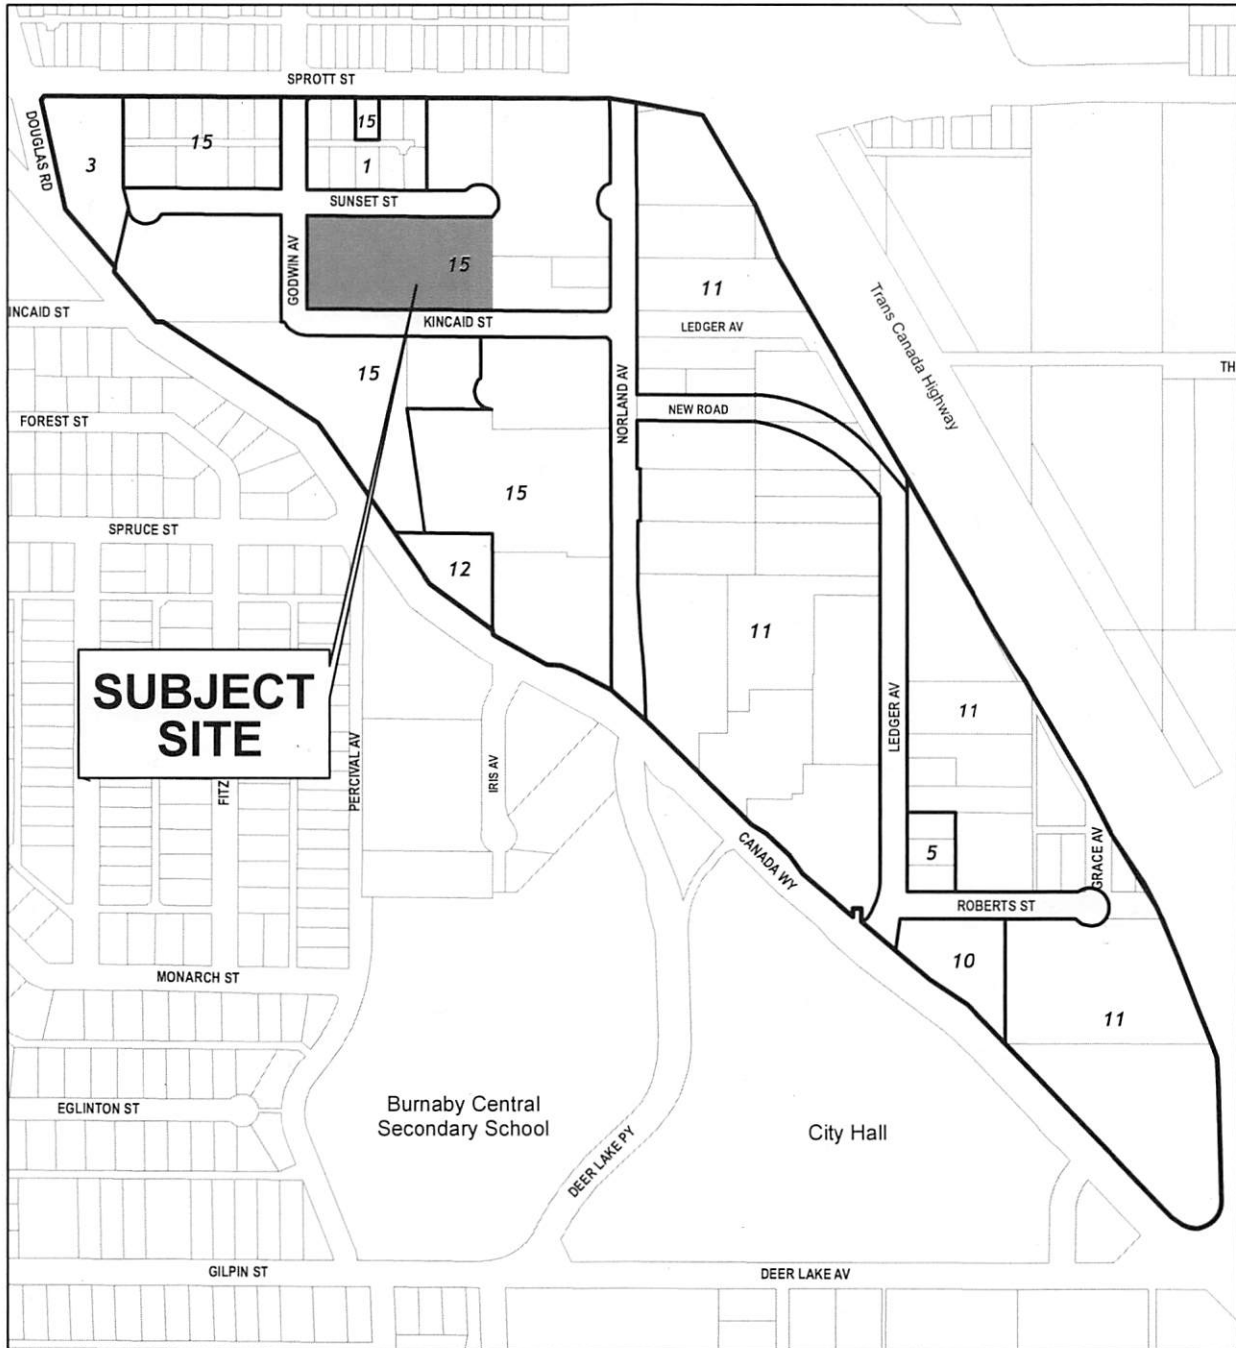 SPROTT ST
DOUGLAS RD
3
15
15
1
SUNSET ST
GODWIN AV
15
KINCAID ST
INCAID ST
11
LEDGER AV
Trans Canada Highway
TH
15
NORLAND AV
NEW ROAD
FOREST ST
15
SPRUCE ST
12
11
SUBJECT
SITE
LEDGER AV
11
PERCIVAL AV
IRIS AV
FITZ
CANADA WY
5
GRACE AV
ROBERTS ST
10
MONARCH ST
11
EGLINTON ST
Burnaby Central
Secondary School
City Hall
DEER LAKE PY
GILPIN ST
DEER LAKE AV